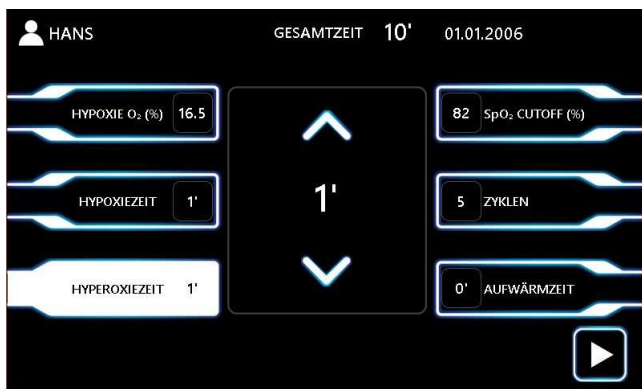 HANS GESAMTZEIT 10' 01.01.2006
HYPOXIE O₂ (%) 16.5
HYPOXIEZEIT 1'
HYPEROXIEZEIT 1'
1'
82 SpO₂ CUTOFF (%)
5 ZYKLEN
0' AUFWÄRMZEIT